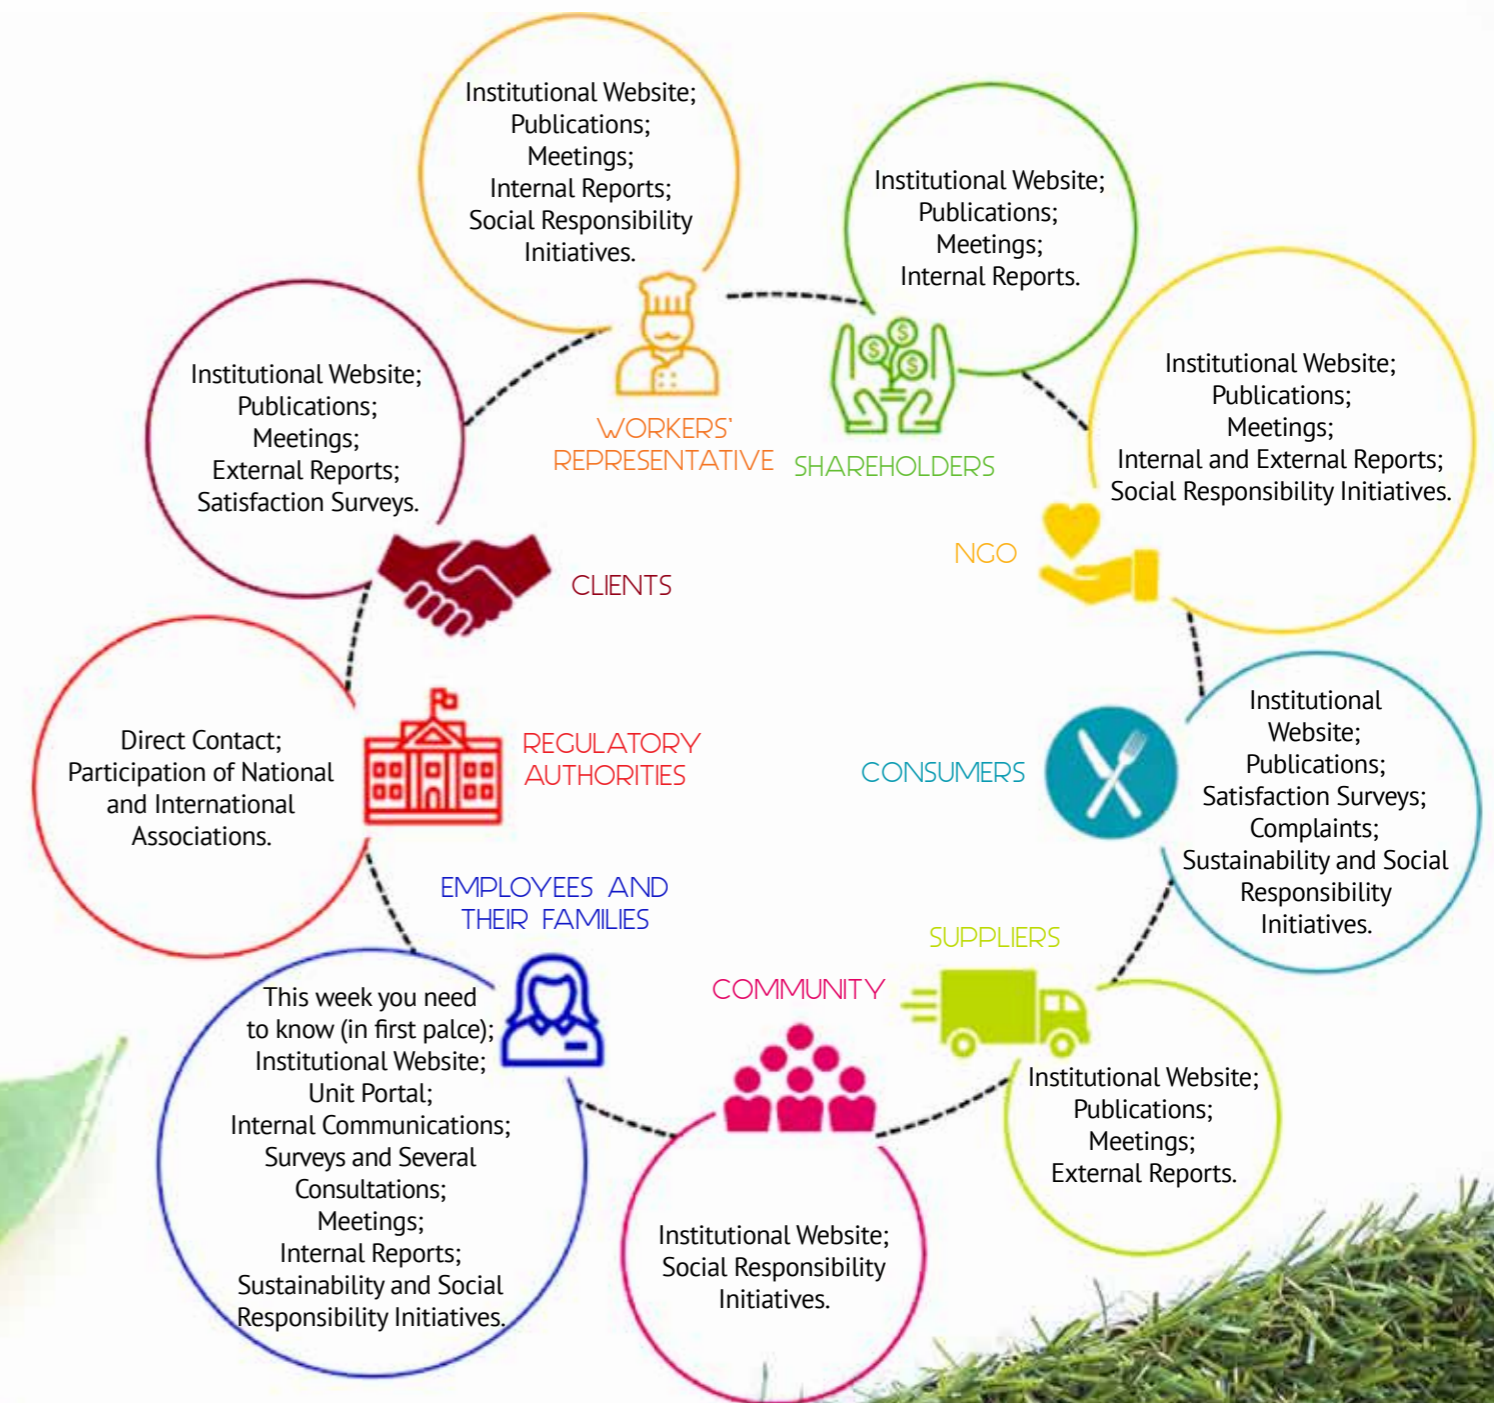 Institutional Website;
Publications;
Meetings;
Internal Reports;
Social Responsibility
Initiatives.
WORKERS'
REPRESENTATIVE
Institutional Website;
Publications;
Meetings;
Internal Reports.
SHAREHOLDERS
Institutional Website;
Publications;
Meetings;
Internal and External Reports;
Social Responsibility Initiatives.
NGO
Institutional
Website;
Publications;
Satisfaction Surveys;
Complaints;
Sustainability and Social
Responsibility
Initiatives.
CONSUMERS
SUPPLIERS
Institutional Website;
Publications;
Meetings;
External Reports.
COMMUNITY
Institutional Website;
Social Responsibility
Initiatives.
EMPLOYEES AND
THEIR FAMILIES
This week you need
to know (in first palce);
Institutional Website;
Unit Portal;
Internal Communications;
Surveys and Several
Consultations;
Meetings;
Internal Reports;
Sustainability and Social
Responsibility Initiatives.
REGULATORY
AUTHORITIES
Direct Contact;
Participation of National
and International
Associations.
Institutional Website;
Publications;
Meetings;
External Reports;
Satisfaction Surveys.
CLIENTS